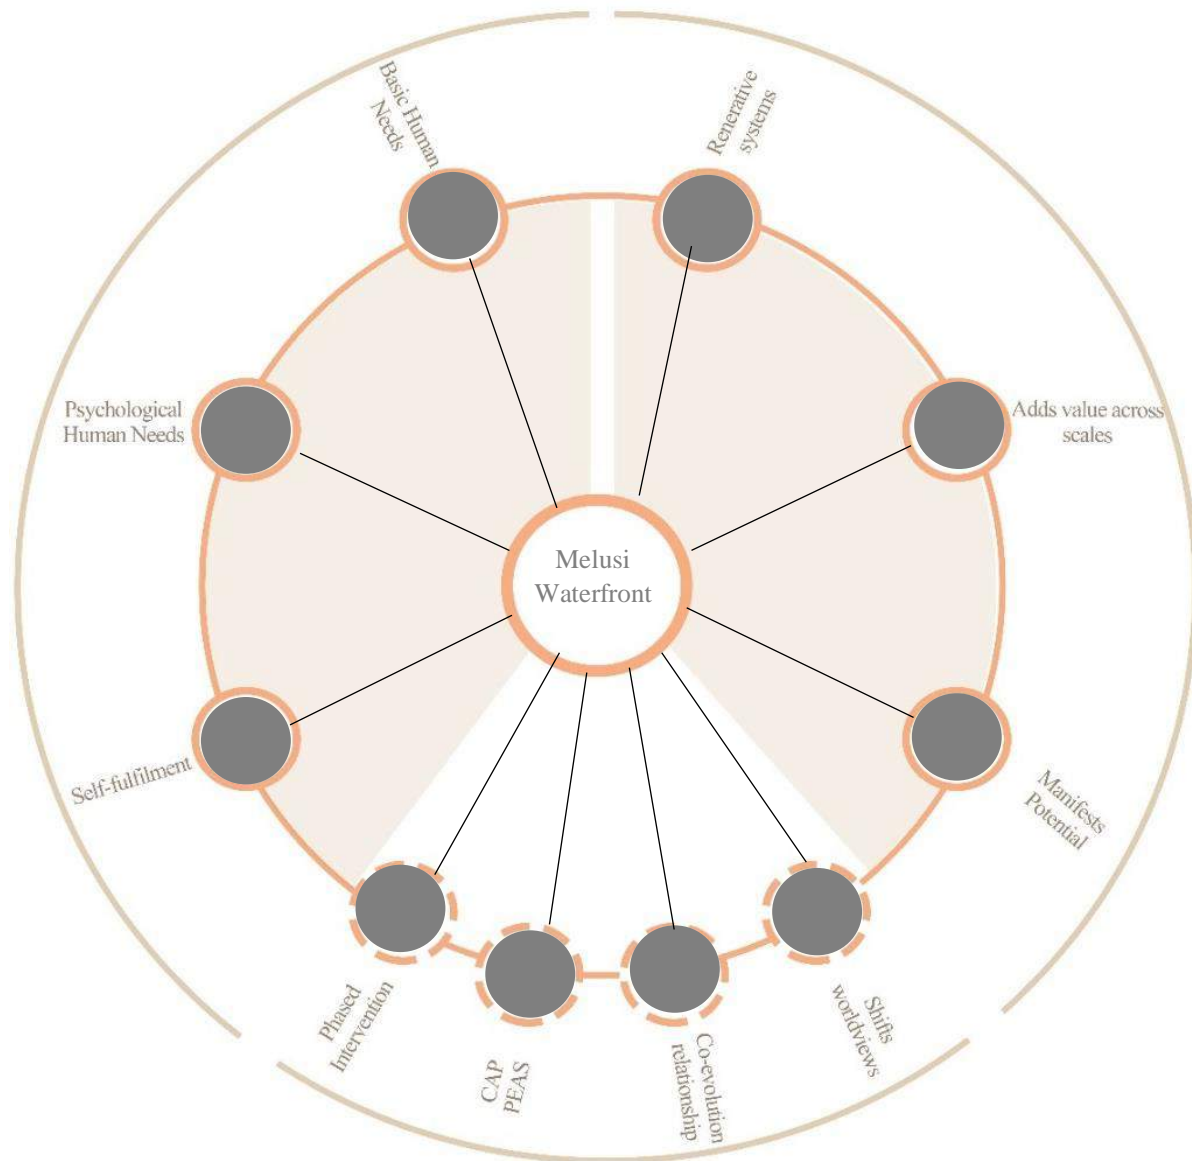 Basic Human
Needs
Renerative
systems
Psychological
Human Needs
Adds value across
scales
Melusi
Waterfront
Self-fulfilment
Manifests
Potential
Phased
Intervention
CAP
PEAS
Co-evolution
relationship
Shifts
worldviews